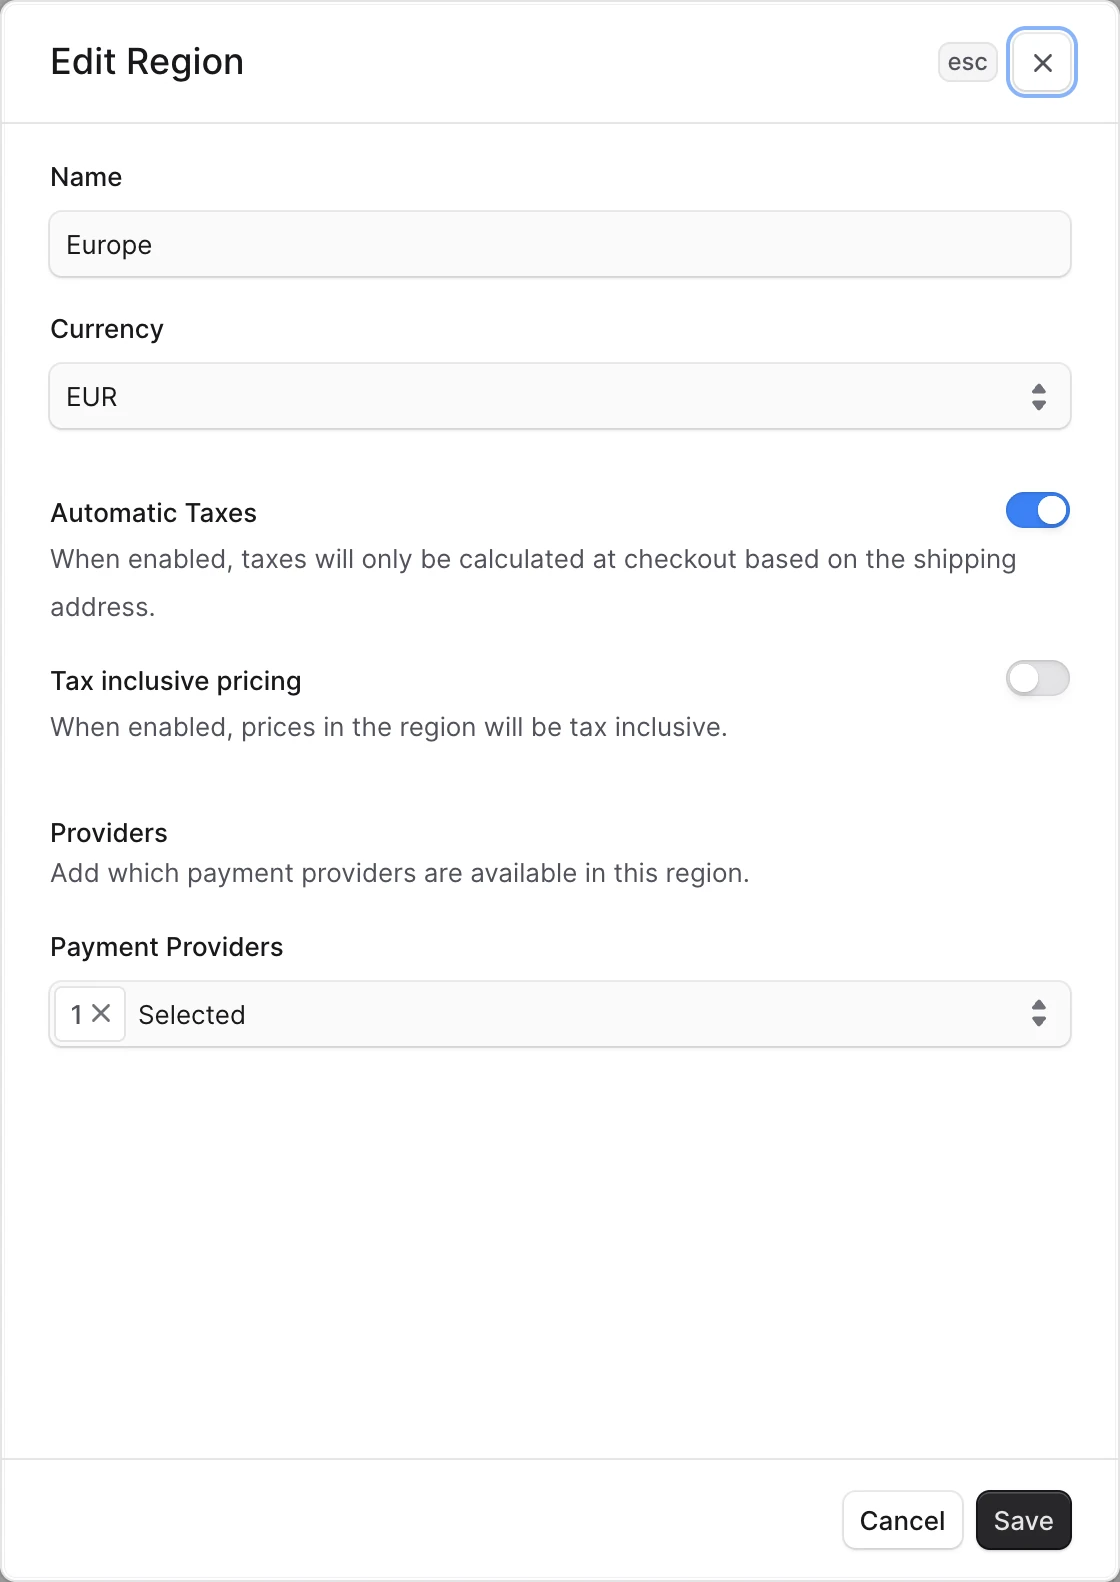 Edit Region
esc
Name
Europe
Currency
EUR
Automatic Taxes
When enabled, taxes will only be calculated at checkout based on the shipping
address.
Tax inclusive pricing
When enabled, prices in the region will be tax inclusive.
Providers
Add which payment providers are available in this region.
Payment Providers
1 Selected
Cancel Save